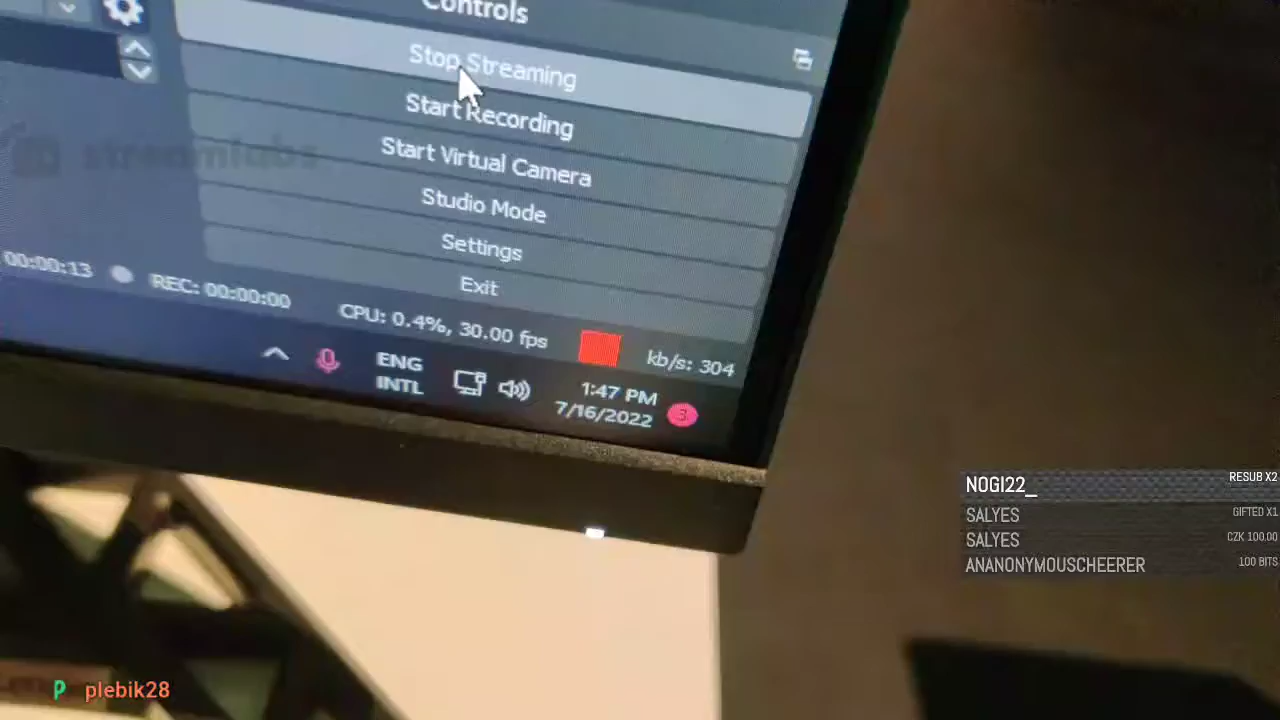 Controls
Stop Streaming
Start Recording
Start Virtual Camera
streamlabs
Studio Mode
Settings
Exit
00:00:13 REC: 00:00:00 CPU: 0.4%, 30.00 fps kb/s: 304
ENG
INTL
1:47 PM
7/16/2022
3
NOGI22_ RESUB X2
SALYES GIFTED X1
SALYES CZK 100.00
ANANONYMOUSCHEERER 100 BITS
plebik28